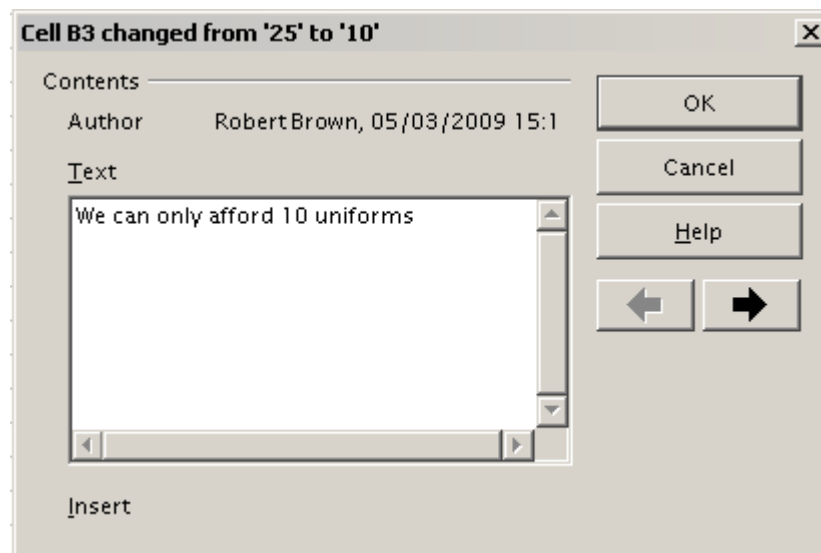 Cell B3 changed from '25' to '10'
Contents
Author Robert Brown, 05/03/2009 15:1
Text
We can only afford 10 uniforms
Insert
OK
Cancel
Help